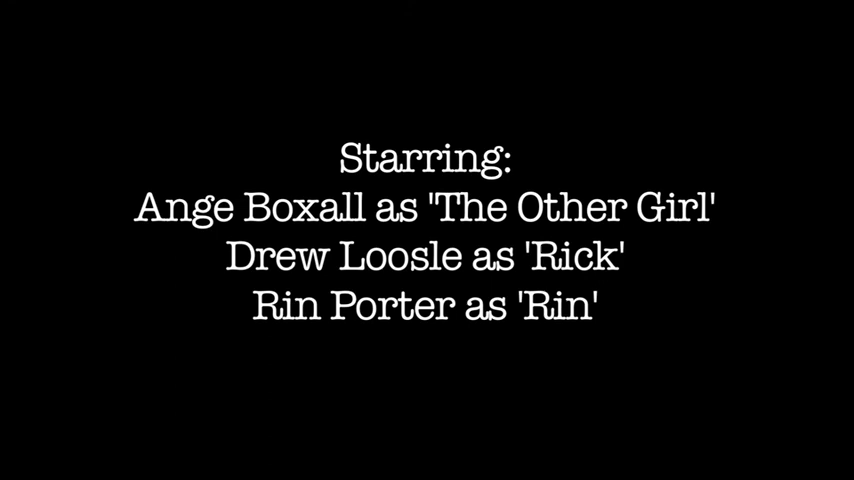 Starring:
Ange Boxall as 'The Other Girl'
Drew Loosle as 'Rick'
Rin Porter as 'Rin'